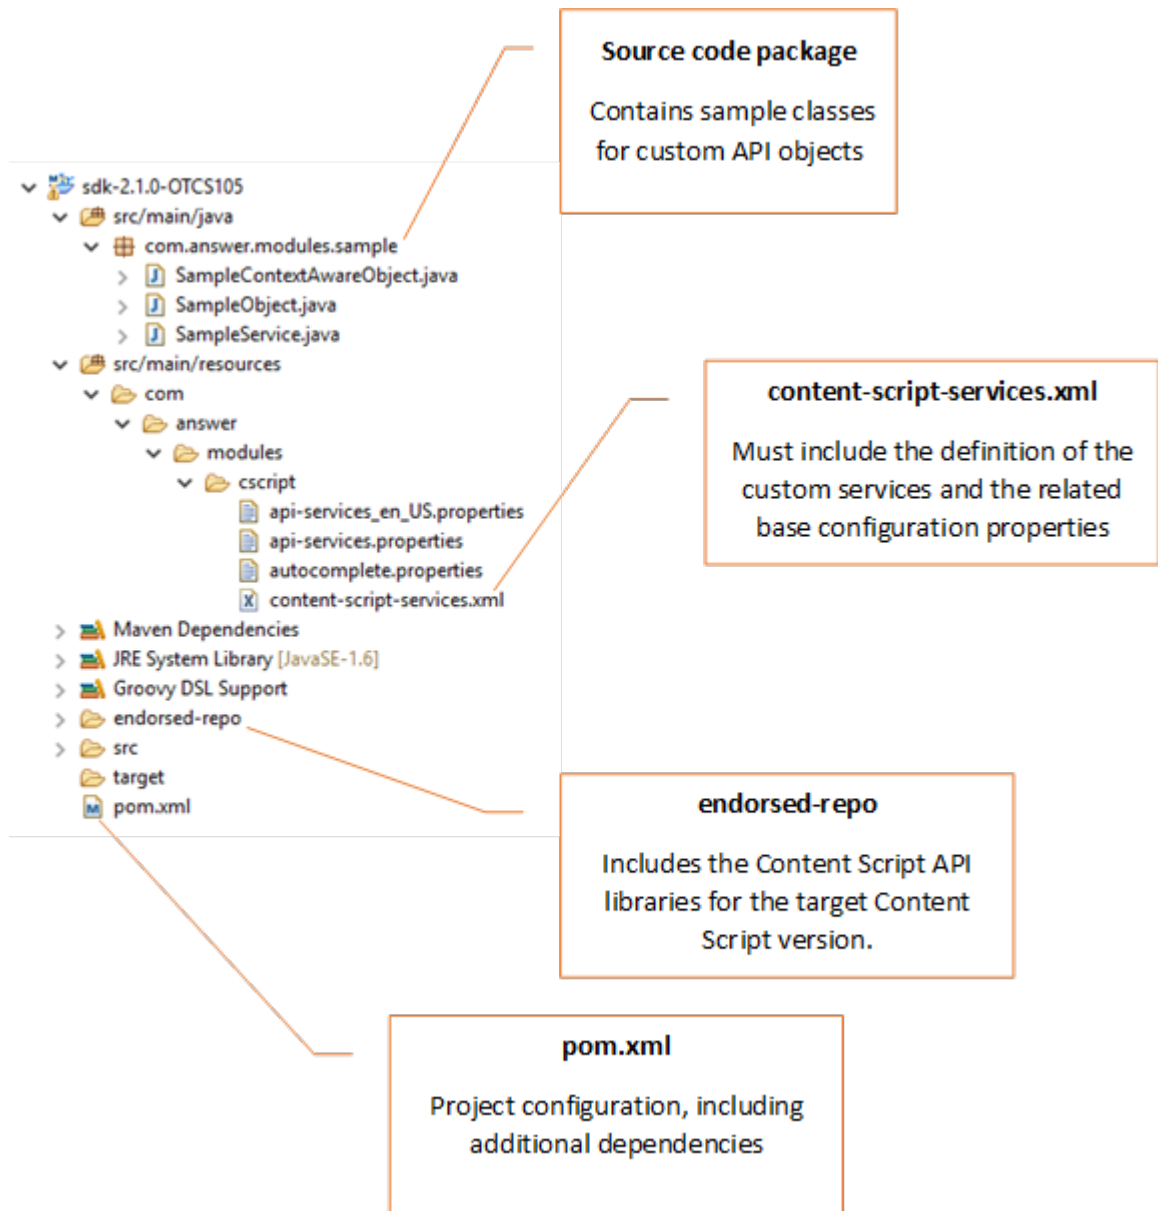 Source code package
Contains sample classes
for custom API objects
sdk-2.1.0-OTCS105
src/main/java
com.answer.modules.sample
SampleContextAwareObject.java
SampleObject.java
SampleService.java
src/main/resources
com
answer
modules
cscript
api-services_en_US.properties
api-services.properties
autocomplete.properties
content-script-services.xml
Maven Dependencies
JRE System Library [JavaSE-1.6]
Groovy DSL Support
endorsed-repo
src
target
pom.xml
content-script-services.xml
Must include the definition of the
custom services and the related
base configuration properties
endorsed-repo
Includes the Content Script API
libraries for the target Content
Script version.
pom.xml
Project configuration, including
additional dependencies